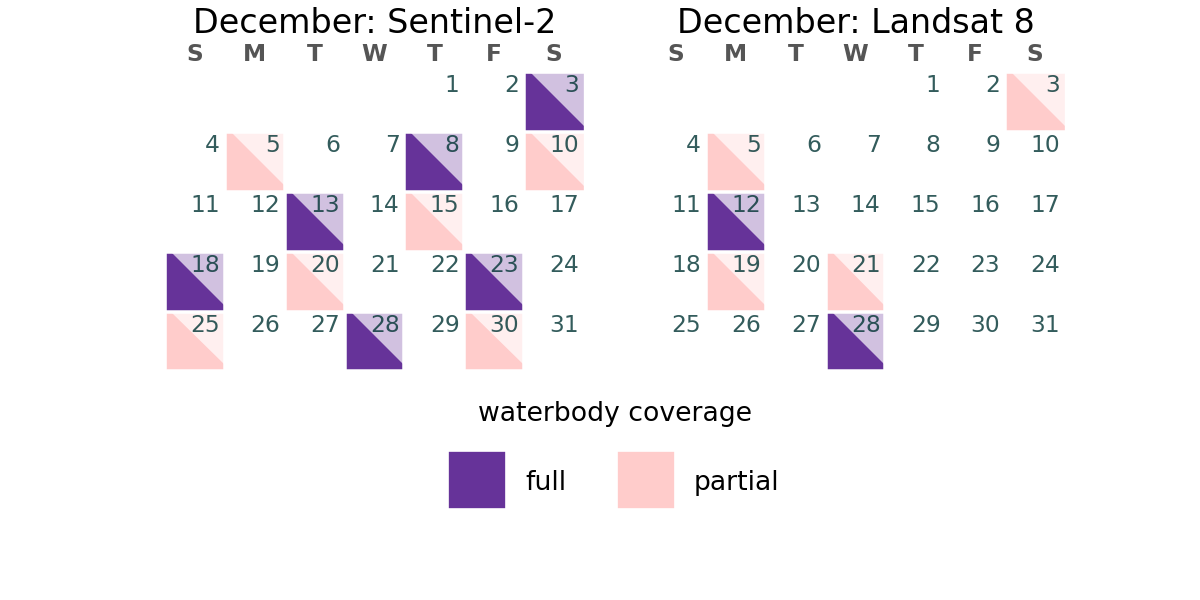 December: Sentinel-2
S M T W T F S
1 2 3
4 5 6 7 8 9 10
11 12 13 14 15 16 17
18 19 20 21 22 23 24
25 26 27 28 29 30 31
December: Landsat 8
S M T W T F S
1 2 3
4 5 6 7 8 9 10
11 12 13 14 15 16 17
18 19 20 21 22 23 24
25 26 27 28 29 30 31
waterbody coverage
full partial